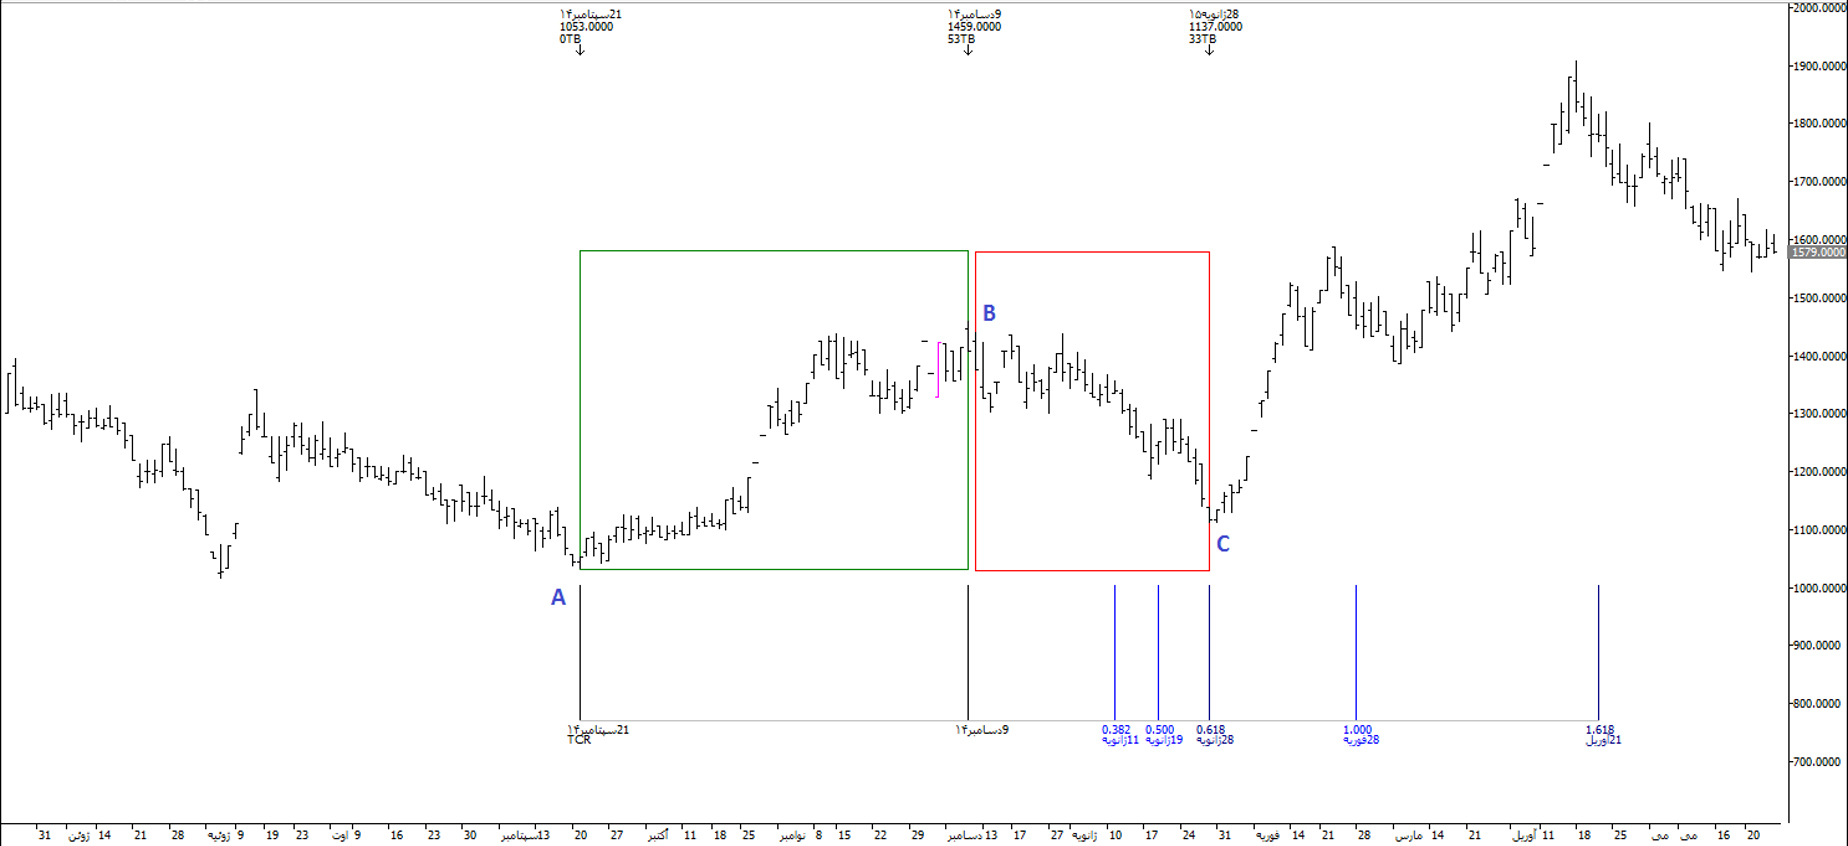 21سپتامبر۱۴
1053.0000
0TB
9دسامبر۱۴
1459.0000
53TB
28ژانویه۱۵
1137.0000
33TB
2000.0000
1900.0000
1800.0000
1700.0000
1600.0000
1579.0000
1500.0000
1400.0000
1300.0000
1200.0000
1100.0000
1000.0000
900.0000
800.0000
700.0000
B
C
A
21سپتامبر۱۴
TCR
9دسامبر۱۴
0.382
11ژانویه
0.500
19ژانویه
0.618
28ژانویه
1.000
28فوریه
1.618
21آوریل
31 ژوئن 14 21 28 ژوئیه 9 19 23 اوت 9 16 23 30 سپتامبر 13 20 27 أکتبر 11 18 25 نوامبر 8 15 22 29 دسامبر 13 17 27 ژانویه 10 17 24 31 فوریه 14 21 28 مارس 14 21 آوریل 11 18 25 می می 16 20